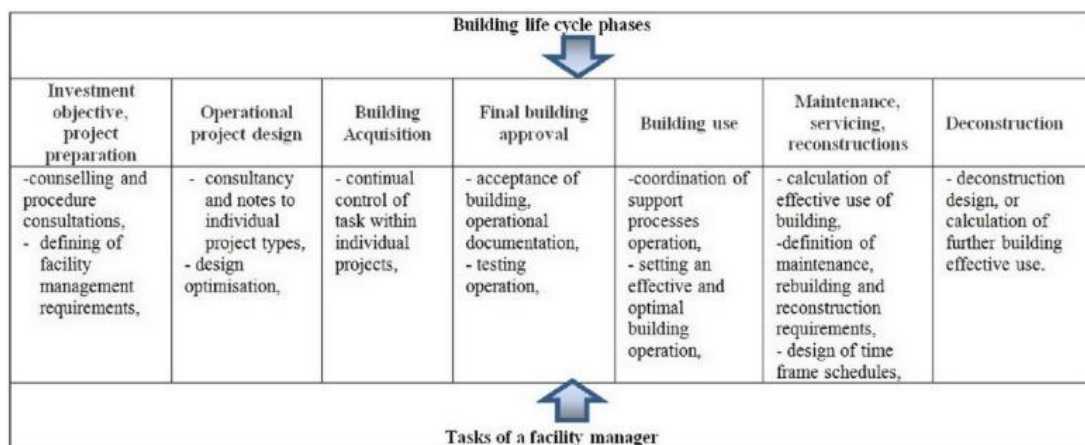 Building life cycle phases
Investment
objective,
project
preparation
Operational
project design
Building
Acquisition
Final building
approval
Building use
Maintenance,
servicing,
reconstructions
Deconstruction
-counselling and
procedure
consultations,
- defining of
facility
management
requirements,
- consultancy
and notes to
individual
project types,
- design
optimisation,
- continual
control of
task within
individual
projects,
- acceptance of
building,
operational
documentation,
- testing
operation,
-coordination of
support
processes
operation,
- setting an
effective and
optimal
building
operation,
- calculation of
effective use of
building,
-definition of
maintenance,
rebuilding and
reconstruction
requirements,
- design of time
frame schedules,
- deconstruction
design, or
calculation of
further building
effective use.
Tasks of a facility manager